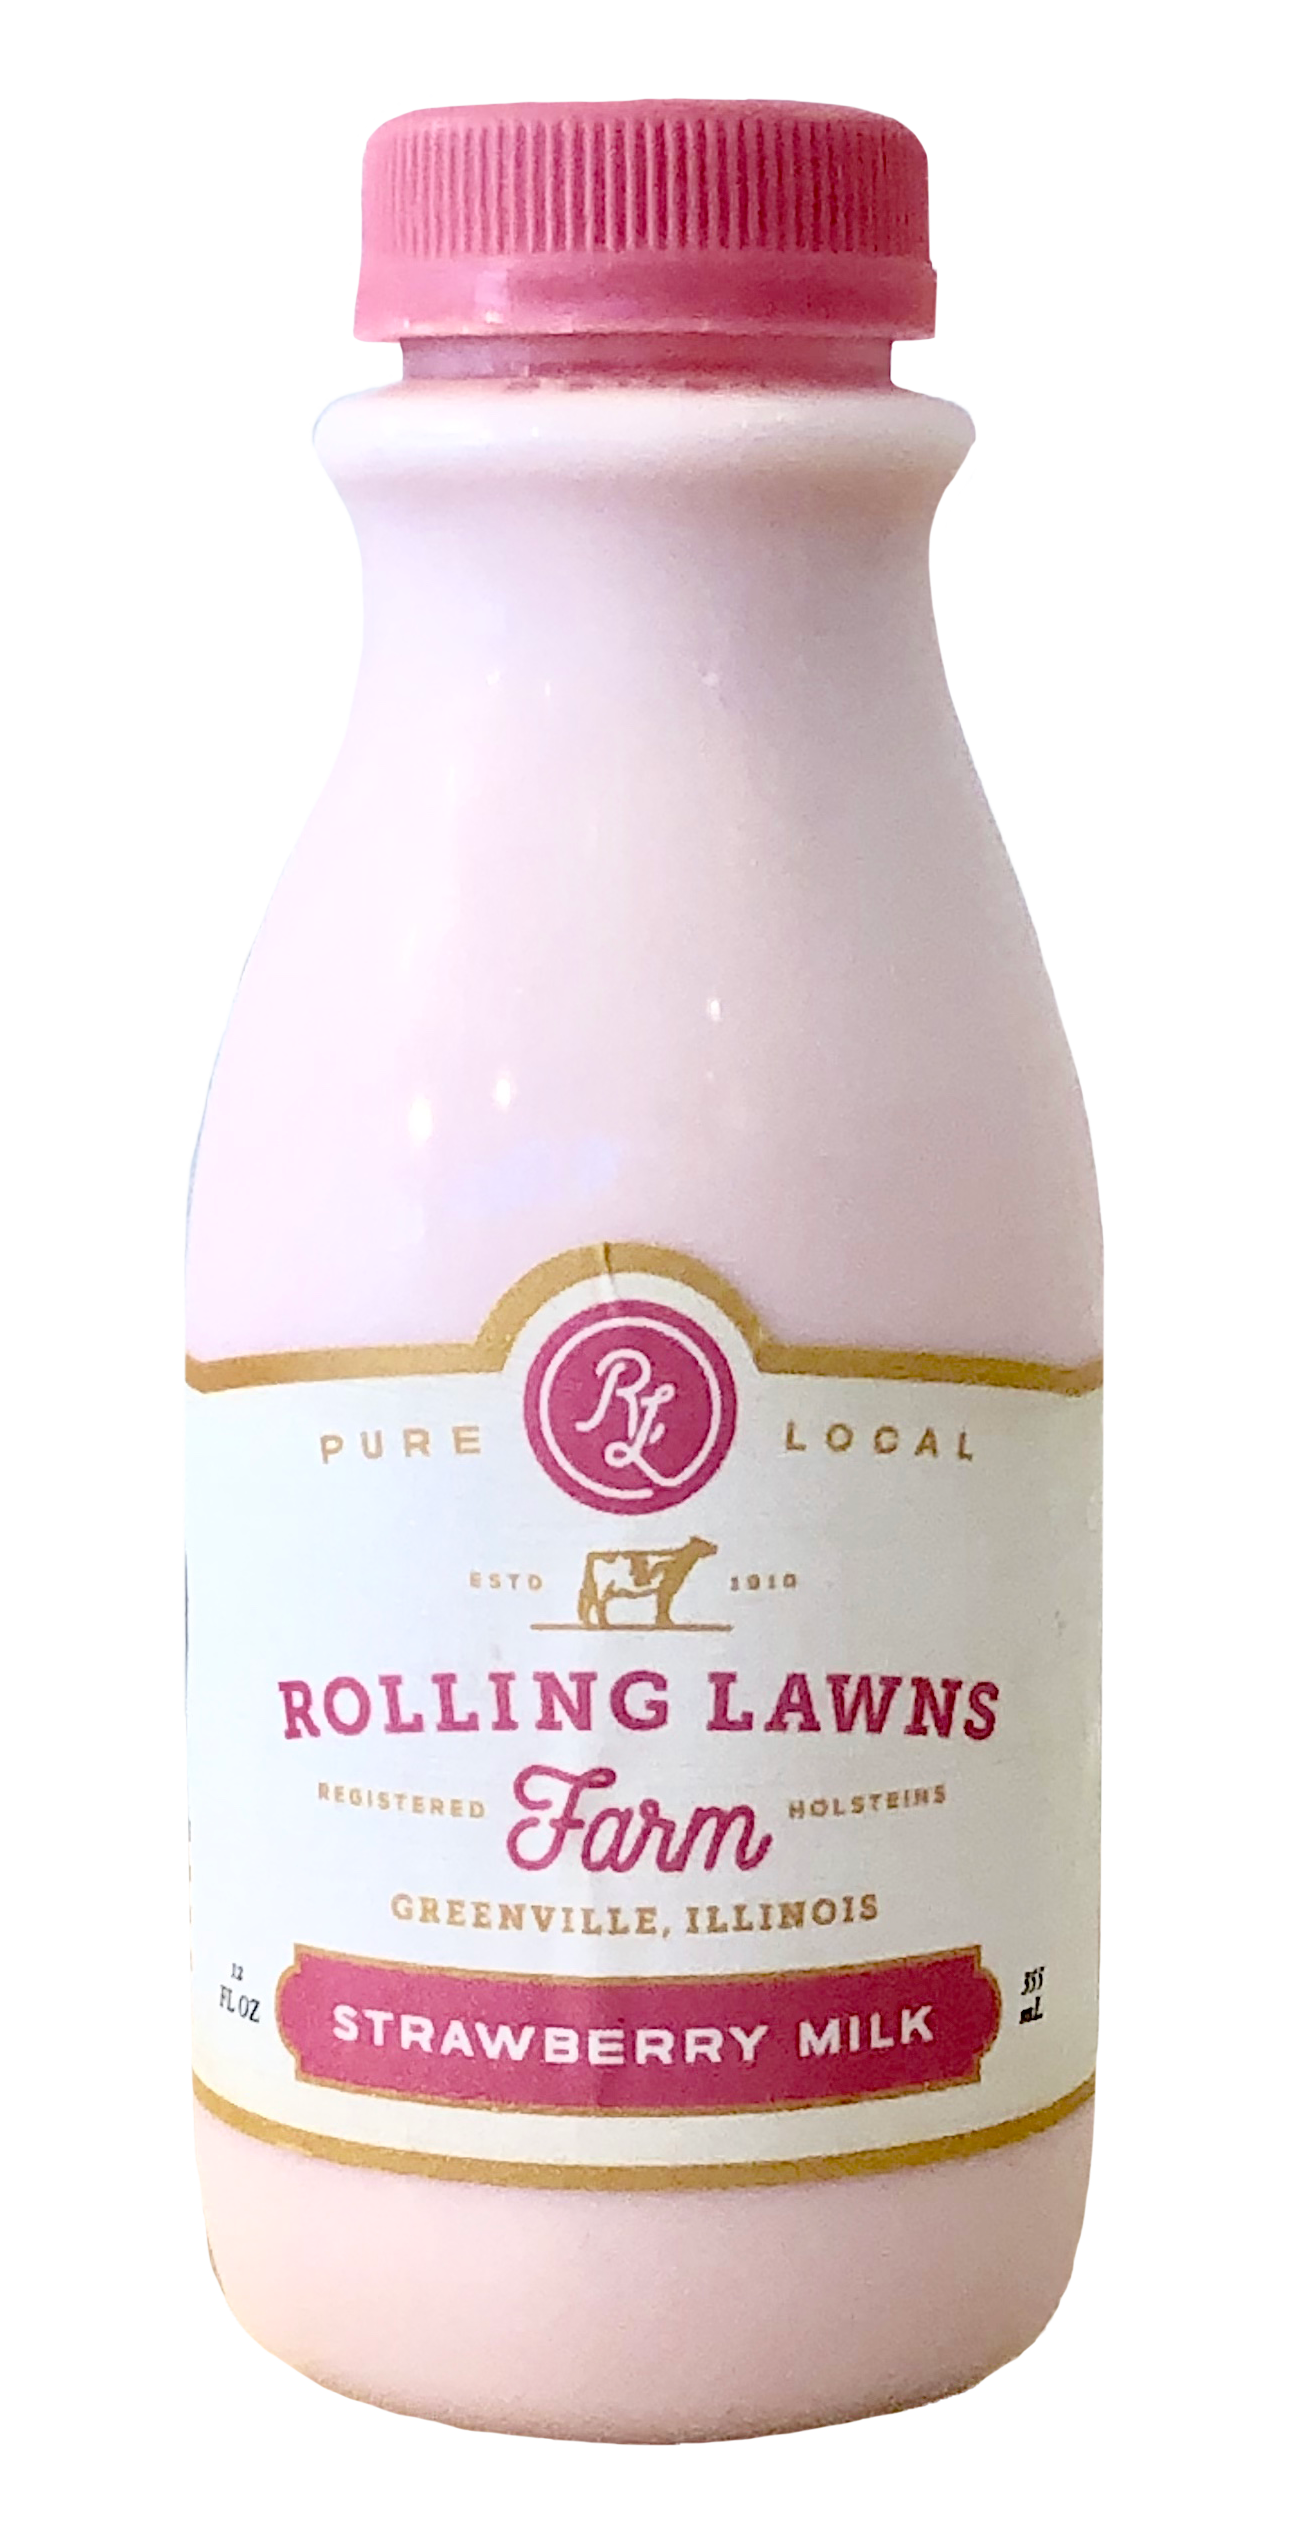 PURE RL LOCAL
ESTD 1910
ROLLING LAWNS
REGISTERED Farm HOLSTEINS
GREENVILLE, ILLINOIS
12 FL OZ
STRAWBERRY MILK
355 mL